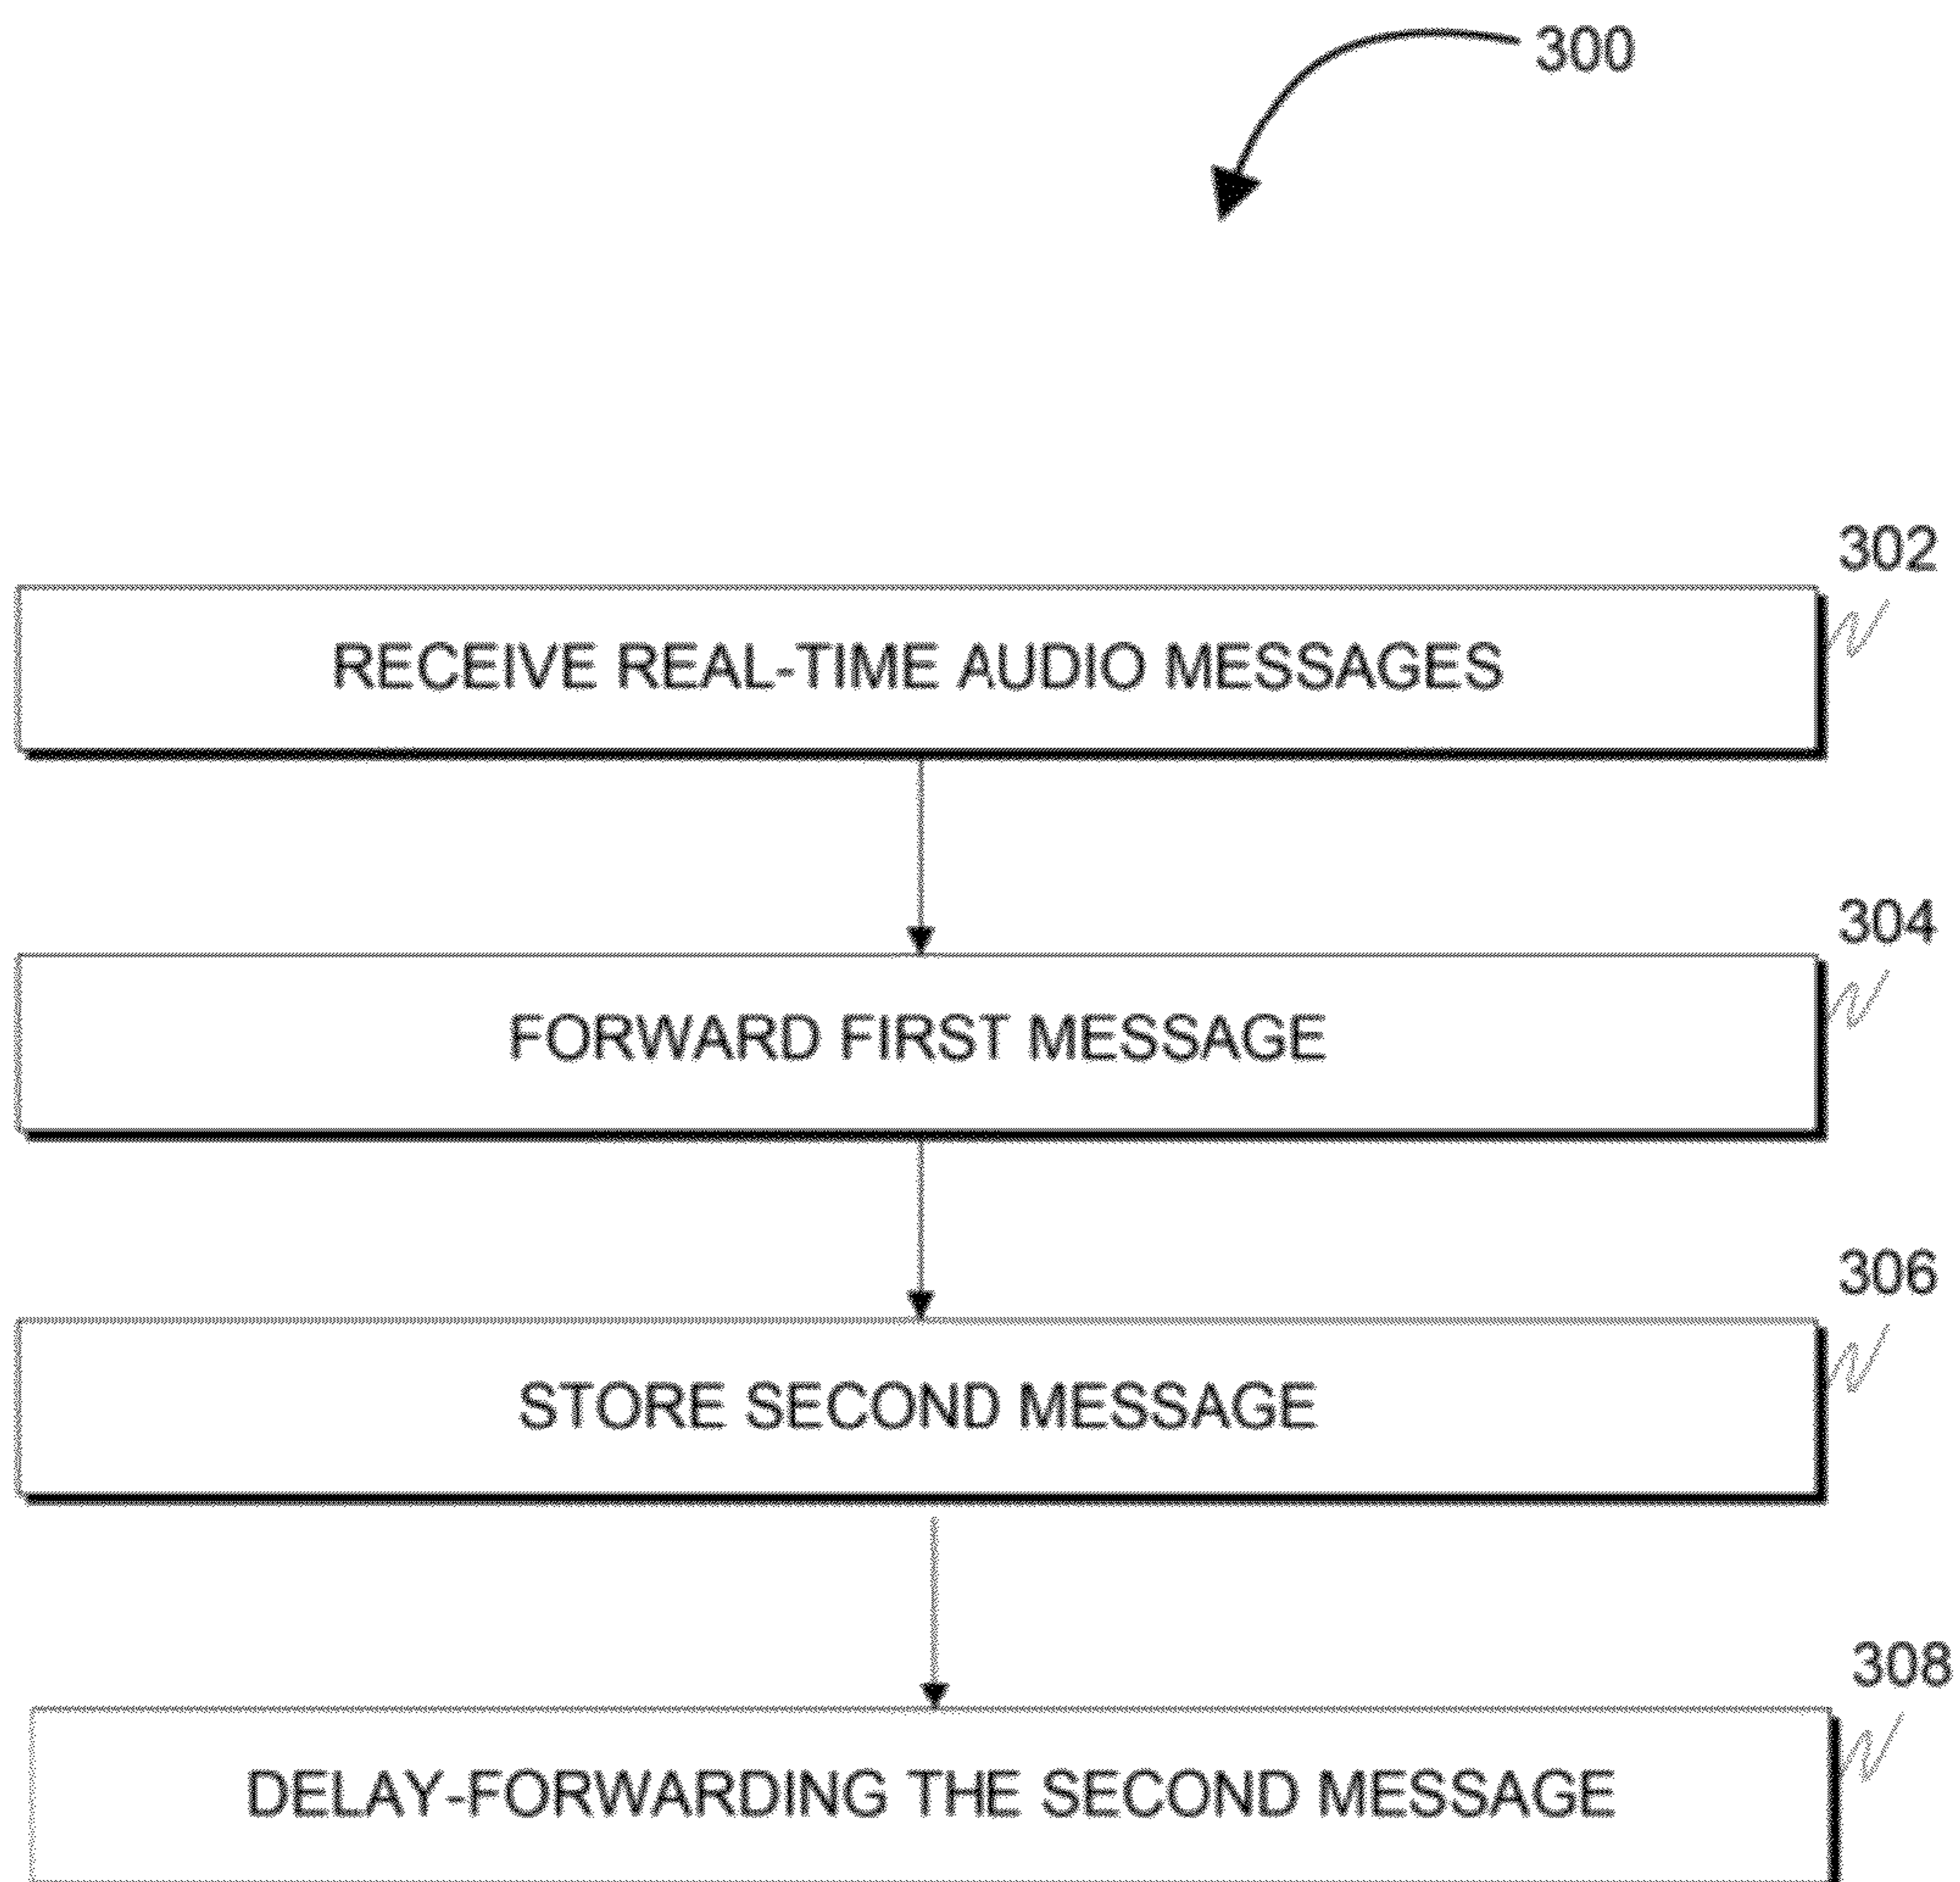 300
302
RECEIVE REAL-TIME AUDIO MESSAGES
304
FORWARD FIRST MESSAGE
306
STORE SECOND MESSAGE
308
DELAY-FORWARDING THE SECOND MESSAGE